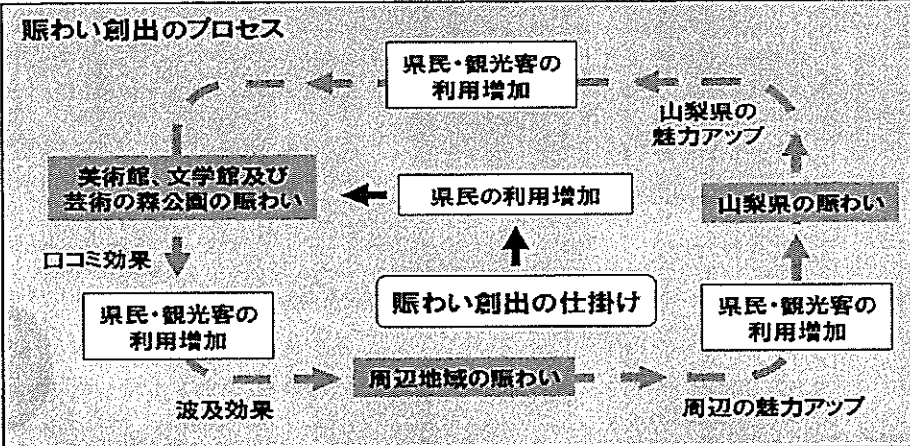 賑わい創出のプロセス
県民・観光客の
利用増加
山梨県の
魅力アップ
美術館、文学館及び
芸術の森公園の賑わい
県民の利用増加
山梨県の賑わい
口コミ効果
賑わい創出の仕掛け
県民・観光客の
利用増加
県民・観光客の
利用増加
周辺地域の賑わい
波及効果
周辺の魅力アップ